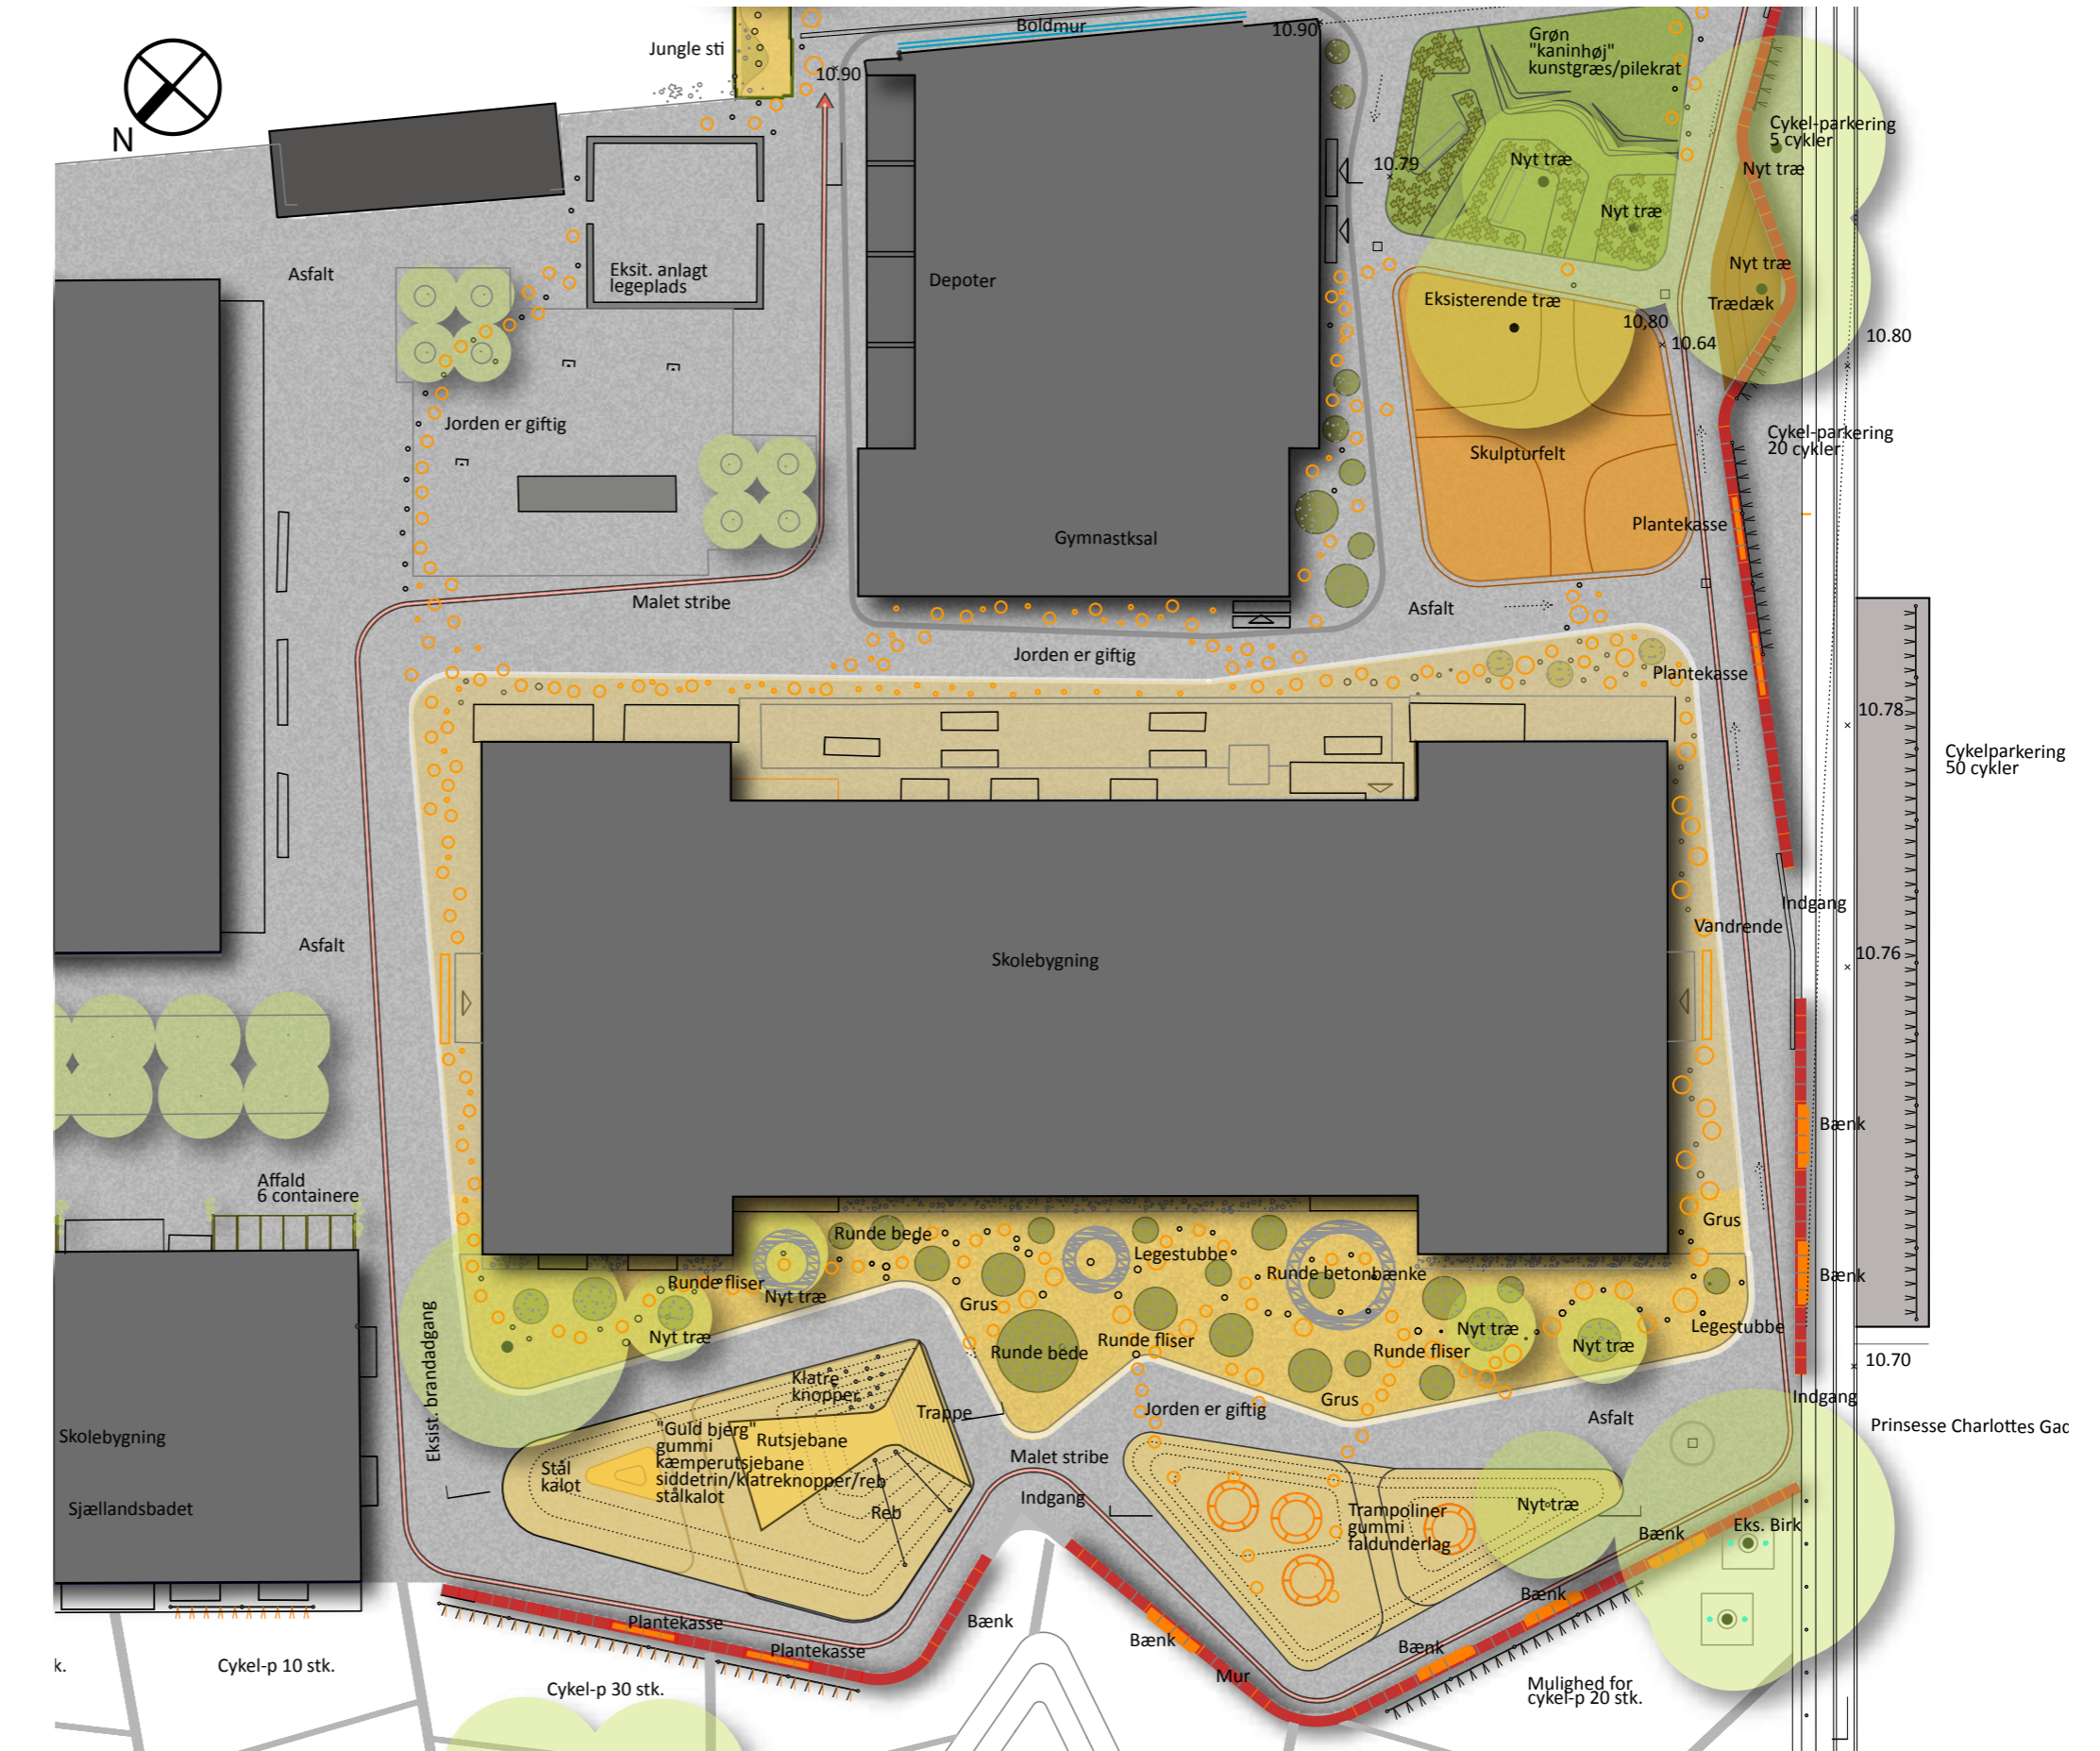 Boldmur
10.90
Grøn
"kaninhøj"
kunstgræs/pilekrat
Jungle sti
10.90
N
Cykel-parkering
5 cykler
Nyt træ
Nyt træ
10.79
Nyt træ
Nyt træ
Asfalt
Eksit. anlagt
legeplads
Depoter
Eksisterende træ
Trædæk
10,80
10.64
10.80
Jorden er giftig
Cykel-parkering
20 cykler
Skulpturfelt
Plantekasse
Gymnastksal
Malet stribe
Asfalt
Jorden er giftig
Plantekasse
10.78
Cykelparkering
50 cykler
Indgang
Vandrende
Asfalt
Skolebygning
10.76
Bænk
Affald
6 containere
Grus
Runde bede
Legestubbe
Runde betonbænke
Bænk
Runde fliser
Nyt træ
Grus
Nyt træ
Runde bede
Runde fliser
Runde fliser
Nyt træ
Nyt træ
Legestubbe
10.70
Eksist. brandadgang
Klatre
knopper
Trappe
Grus
Jorden er giftig
Asfalt
Indgang
Prinsesse Charlottes Gad
"Guld bjerg"
gummi
kæmperutsjebane
siddetrin/klatreknopper/reb
stålkalot
Rutsjebane
Skolebygning
Malet stribe
Stål
kalot
Indgang
Reb
Sjællandsbadet
Trampoliner
gummi
faldunderlag
Nyt træ
Bænk
Eks. Birk
Bænk
Plantekasse
Bænk
Bænk
Bænk
Plantekasse
k.
Cykel-p 10 stk.
Mur
Cykel-p 30 stk.
Mulighed for
cykel-p 20 stk.